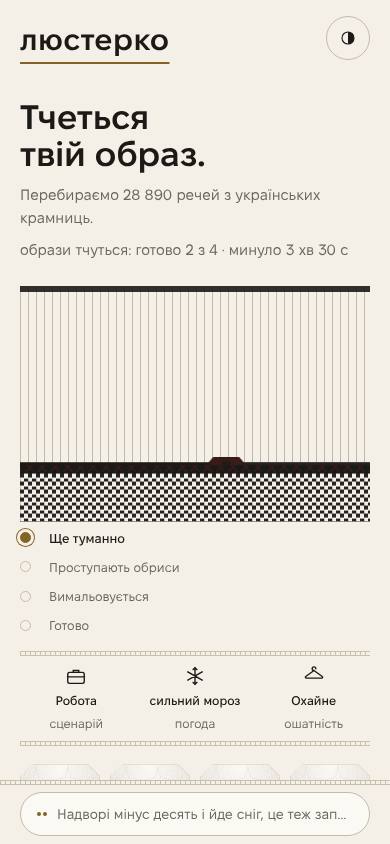 люстерко
Тчеться
твій образ.
Перебираємо 28 890 речей з українських
крамниць.
образи тчуться: готово 2 з 4 · минуло 3 хв 30 с
Ще туманно
Проступають обриси
Вимальовується
Готово
Робота
сценарій
сильний мороз
погода
Охайне
ошатність
Надворі мінус десять і йде сніг, це теж зап...